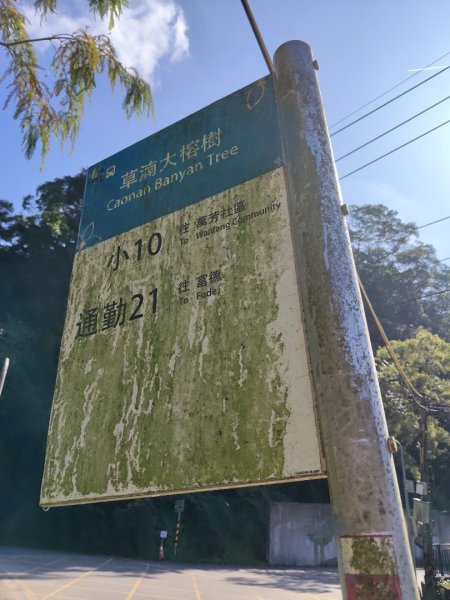 草湳大榕樹
Caonan Banyan Tree
小10 往 萬芳社區
To Wanfang Community
通勤21 往 富德
To Fude